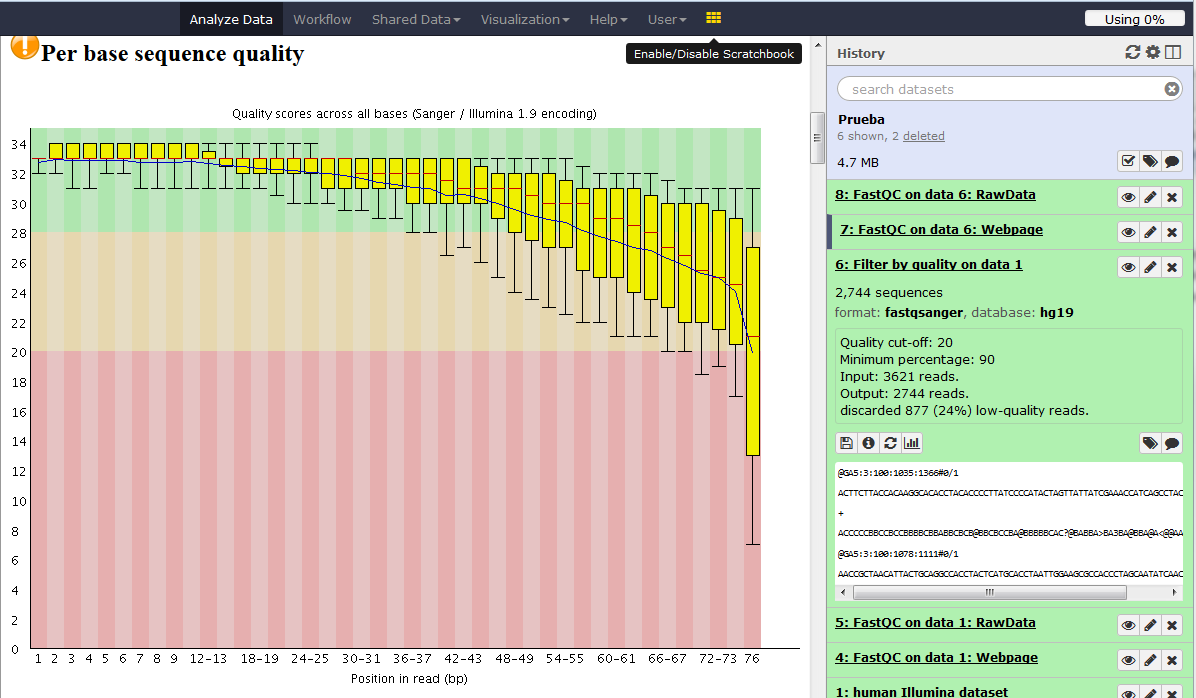 Analyze Data Workflow Shared Data Visualization Help User Using 0%
Enable/Disable Scratchbook
Per base sequence quality
Quality scores across all bases (Sanger / Illumina 1.9 encoding)
34
32
30
28
26
24
22
20
18
16
14
12
10
8
6
4
2
0
1 2 3 4 5 6 7 8 9 12-13 18-19 24-25 30-31 36-37 42-43 48-49 54-55 60-61 66-67 72-73 76
Position in read (bp)
History
search datasets
Prueba
6 shown, 2 deleted
4.7 MB
8: FastQC on data 6: RawData
7: FastQC on data 6: Webpage
6: Filter by quality on data 1
2,744 sequences
format: fastqsanger, database: hg19
Quality cut-off: 20
Minimum percentage: 90
Input: 3621 reads.
Output: 2744 reads.
discarded 877 (24%) low-quality reads.
@GA5:3:100:1035:1366#0/1
ACTTCTTACCACAAGGCACACCTACACCCCTTATCCCCATACTAGTTATTATCGAAACCATCAGCCTAC
+
ACCCCCBBCCBCCBBBBCBBABBCBCB@BBCBCCBA@BBBBBCAC?@BABBA>BA3BA@BBA@A<@@AA
@GA5:3:100:1078:1111#0/1
AACCGCTAACATTACTGCAGGCCACCTACTCATGCACCTAATTGGAAGCGCCACCCTAGCAATATCAAC
5: FastQC on data 1: RawData
4: FastQC on data 1: Webpage
1: human Illumina dataset